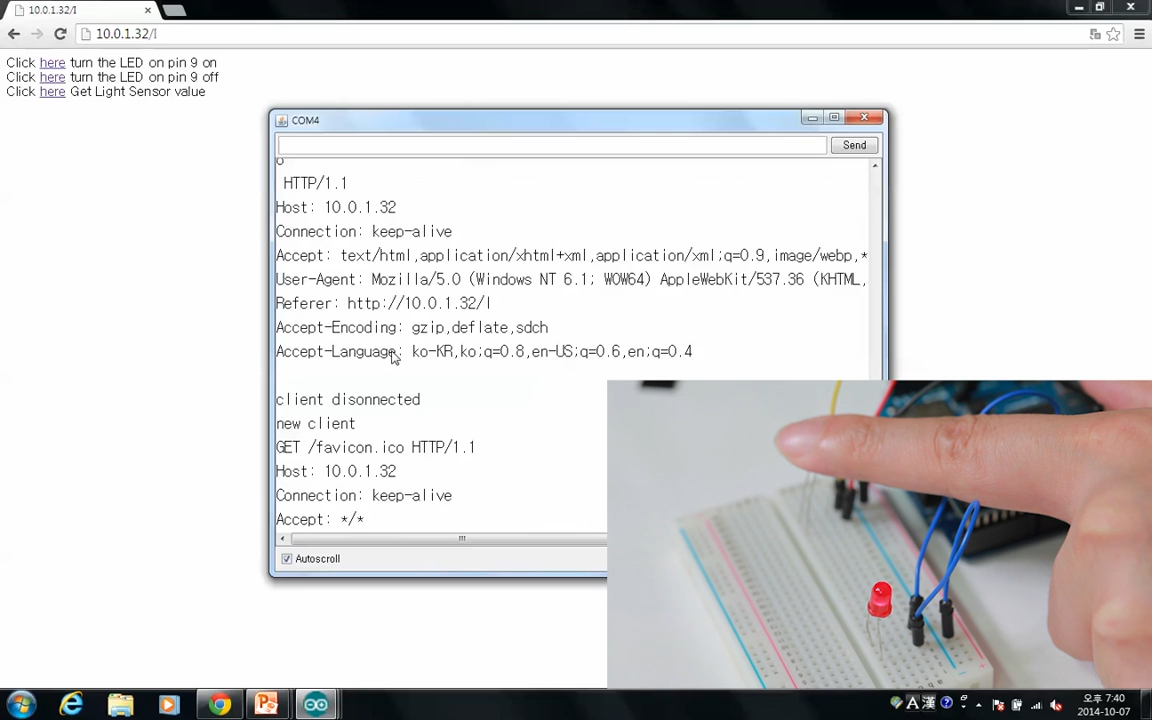 10.0.1.32/l
10.0.1.32/l
Click here turn the LED on pin 9 on
Click here turn the LED on pin 9 off
Click here Get Light Sensor value
COM4
Send
HTTP/1.1
Host: 10.0.1.32
Connection: keep-alive
Accept: text/html,application/xhtml+xml,application/xml;q=0.9,image/webp,*
User-Agent: Mozilla/5.0 (Windows NT 6.1; WOW64) AppleWebKit/537.36 (KHTML,
Referer: http://10.0.1.32/l
Accept-Encoding: gzip,deflate,sdch
Accept-Language: ko-KR,ko;q=0.8,en-US;q=0.6,en;q=0.4
client disonnected
new client
GET /favicon.ico HTTP/1.1
Host: 10.0.1.32
Connection: keep-alive
Accept: */*
Autoscroll
A 漢
오후 7:40
2014-10-07